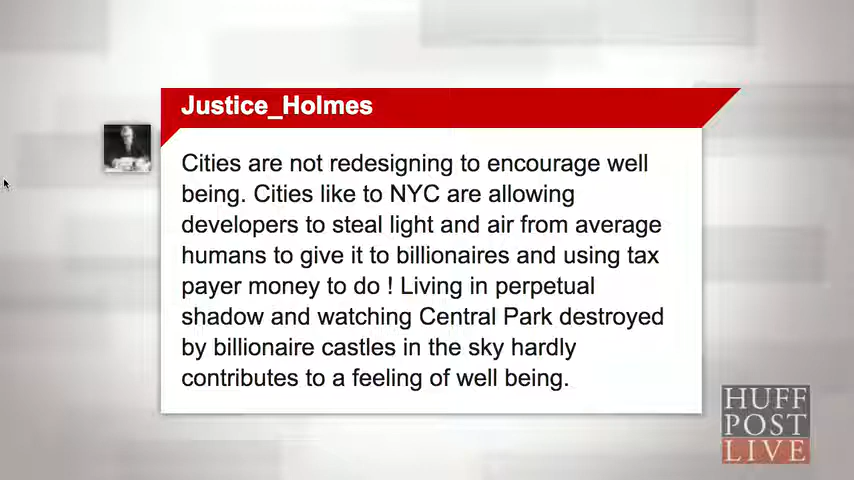 Justice_Holmes
Cities are not redesigning to encourage well
being. Cities like to NYC are allowing
developers to steal light and air from average
humans to give it to billionaires and using tax
payer money to do ! Living in perpetual
shadow and watching Central Park destroyed
by billionaire castles in the sky hardly
contributes to a feeling of well being.
HUFF
POST
LIVE